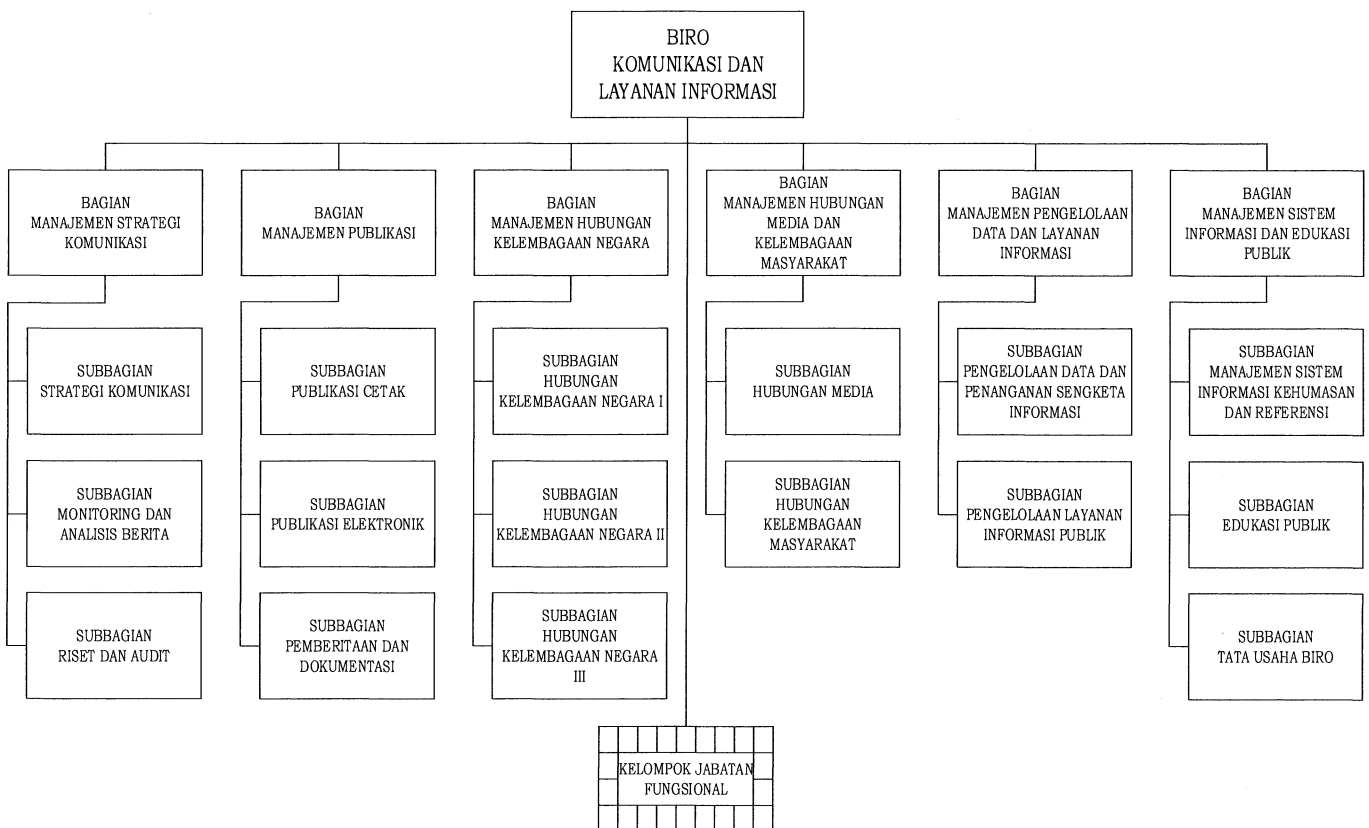 BIRO
KOMUNIKASI DAN
LAYANAN INFORMASI
BAGIAN
MANAJEMEN STRATEGI
KOMUNIKASI
BAGIAN
MANAJEMEN PUBLIKASI
BAGIAN
MANAJEMEN HUBUNGAN
KELEMBAGAAN NEGARA
BAGIAN
MANAJEMEN HUBUNGAN
MEDIA DAN
KELEMBAGAAN
MASYARAKAT
BAGIAN
MANAJEMEN PENGELOLAAN
DATA DAN LAYANAN
INFORMASI
BAGIAN
MANAJEMEN SISTEM
INFORMASI DAN EDUKASI
PUBLIK
SUBBAGIAN
STRATEGI KOMUNIKASI
SUBBAGIAN
PUBLIKASI CETAK
SUBBAGIAN
HUBUNGAN
KELEMBAGAAN NEGARA I
SUBBAGIAN
HUBUNGAN MEDIA
SUBBAGIAN
PENGELOLAAN DATA DAN
PENANGANAN SENGKETA
INFORMASI
SUBBAGIAN
MANAJEMEN SISTEM
INFORMASI KEHUMASAN
DAN REFERENSI
SUBBAGIAN
MONITORING DAN
ANALISIS BERITA
SUBBAGIAN
PUBLIKASI ELEKTRONIK
SUBBAGIAN
HUBUNGAN
KELEMBAGAAN NEGARA II
SUBBAGIAN
HUBUNGAN
KELEMBAGAAN
MASYARAKAT
SUBBAGIAN
PENGELOLAAN LAYANAN
INFORMASI PUBLIK
SUBBAGIAN
EDUKASI PUBLIK
SUBBAGIAN
RISET DAN AUDIT
SUBBAGIAN
PEMBERITAAN DAN
DOKUMENTASI
SUBBAGIAN
HUBUNGAN
KELEMBAGAAN NEGARA
III
SUBBAGIAN
TATA USAHA BIRO
KELOMPOK JABATAN
FUNGSIONAL